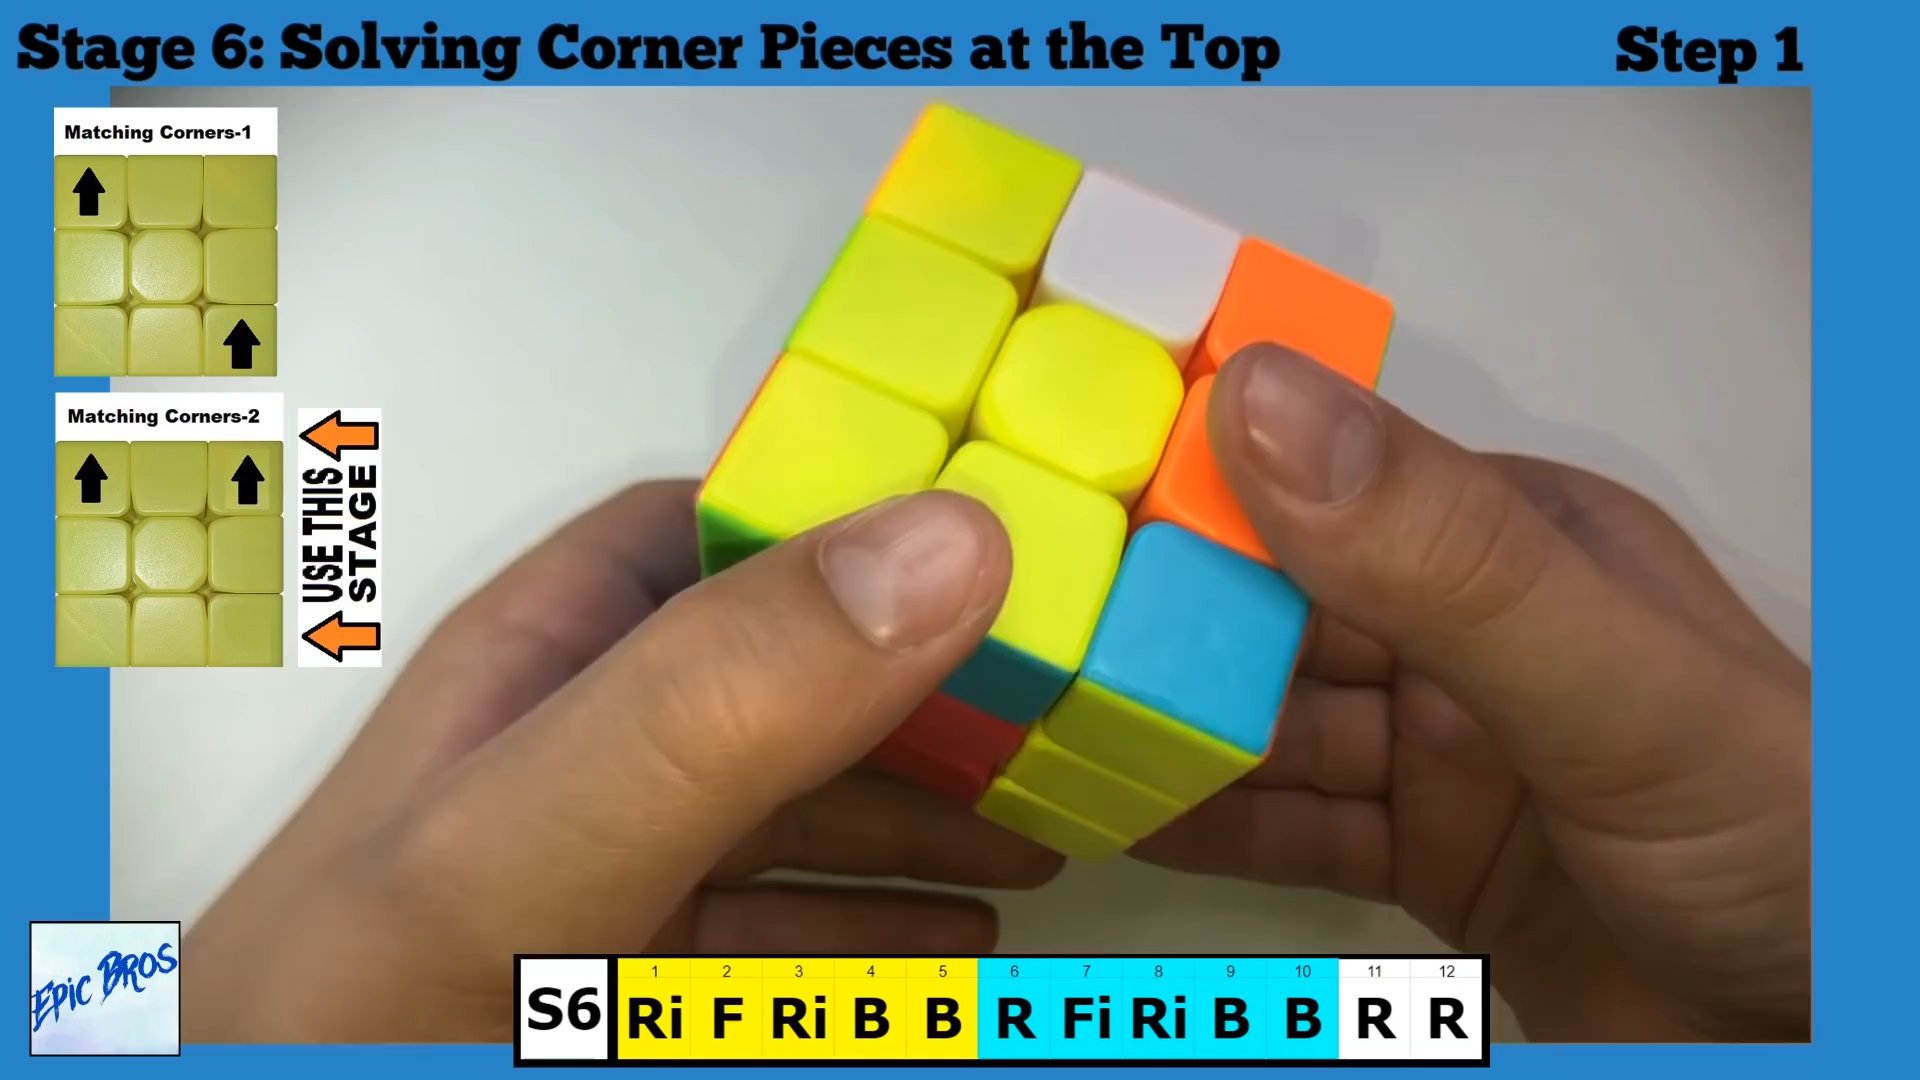 Stage 6: Solving Corner Pieces at the Top
Step 1
Matching Corners-1
Matching Corners-2
USE THIS
STAGE
EPIC BROS
1 2 3 4 5 6 7 8 9 10 11 12
S6 Ri F Ri B B R Fi Ri B B R R